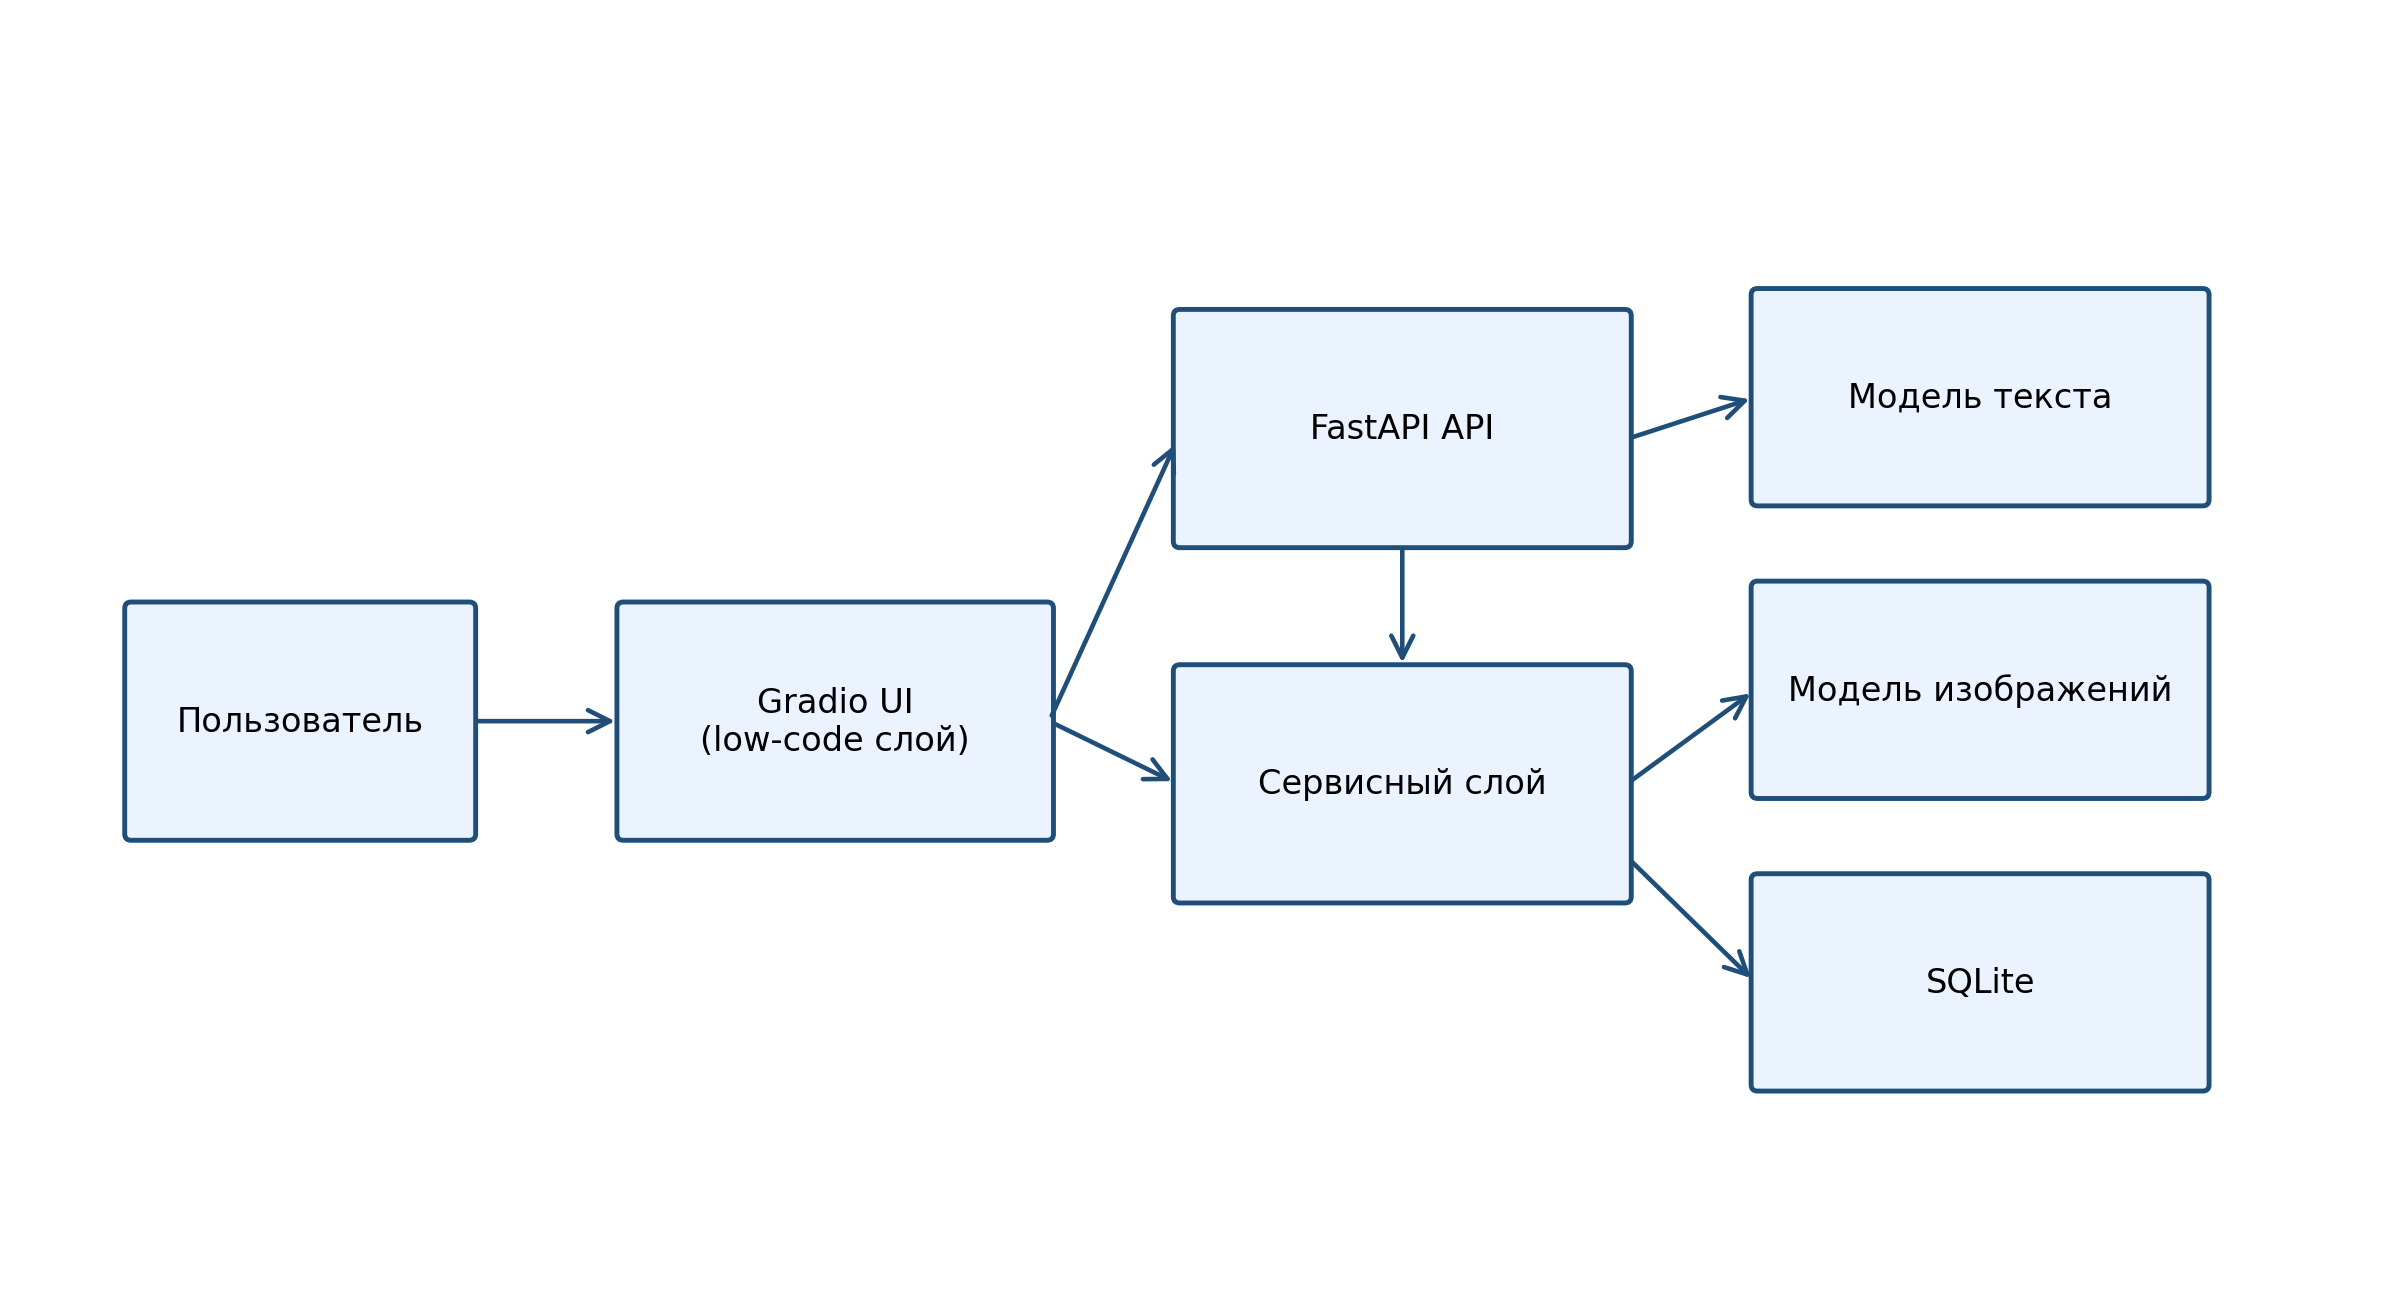 Пользователь
Gradio UI
(low-code слой)
FastAPI API
Сервисный слой
Модель текста
Модель изображений
SQLite